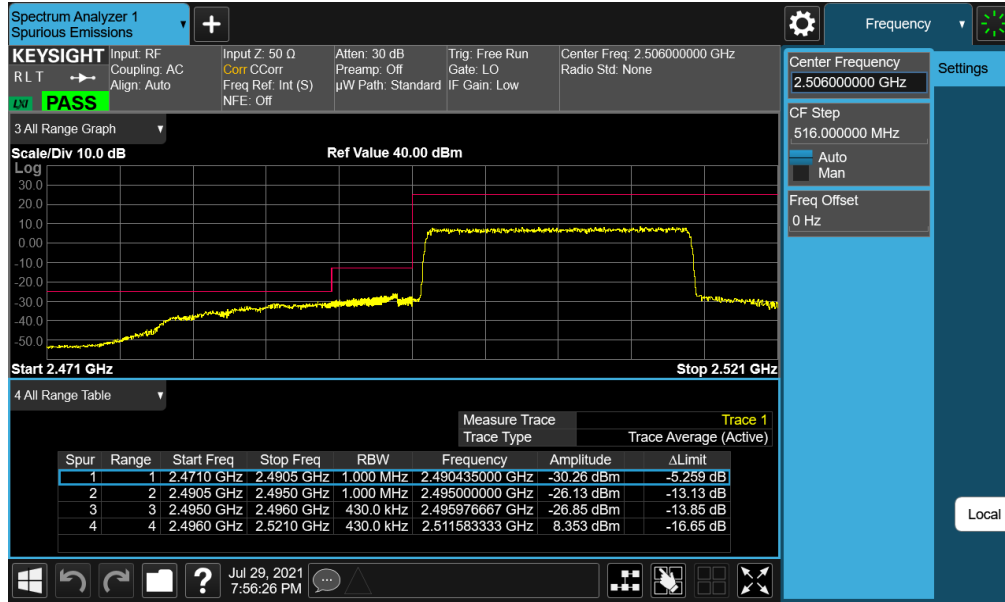 Spectrum Analyzer 1
Spurious Emissions
+
Frequency
KEYSIGHT
R L T
LXI
PASS
Input: RF
Coupling: AC
Align: Auto
Input Z: 50 Ω
Corr CCorr
Freq Ref: Int (S)
NFE: Off
Atten: 30 dB
Preamp: Off
µW Path: Standard
Trig: Free Run
Gate: LO
IF Gain: Low
Center Freq: 2.506000000 GHz
Radio Std: None
Center Frequency
2.506000000 GHz
Settings
CF Step
516.000000 MHz
Auto
Man
Freq Offset
0 Hz
3 All Range Graph
Scale/Div 10.0 dB
Ref Value 40.00 dBm
Log
30.0
20.0
10.0
0.00
-10.0
-20.0
-30.0
-40.0
-50.0
Start 2.471 GHz
Stop 2.521 GHz
4 All Range Table
Measure Trace Trace 1
Trace Type Trace Average (Active)
Spur Range Start Freq Stop Freq RBW Frequency Amplitude ΔLimit
1 1 2.4710 GHz 2.4905 GHz 1.000 MHz 2.490435000 GHz -30.26 dBm -5.259 dB
2 2 2.4905 GHz 2.4950 GHz 1.000 MHz 2.495000000 GHz -26.13 dBm -13.13 dB
3 3 2.4950 GHz 2.4960 GHz 430.0 kHz 2.495976667 GHz -26.85 dBm -13.85 dB
4 4 2.4960 GHz 2.5210 GHz 430.0 kHz 2.511583333 GHz 8.353 dBm -16.65 dB
Local
?
Jul 29, 2021
7:56:26 PM